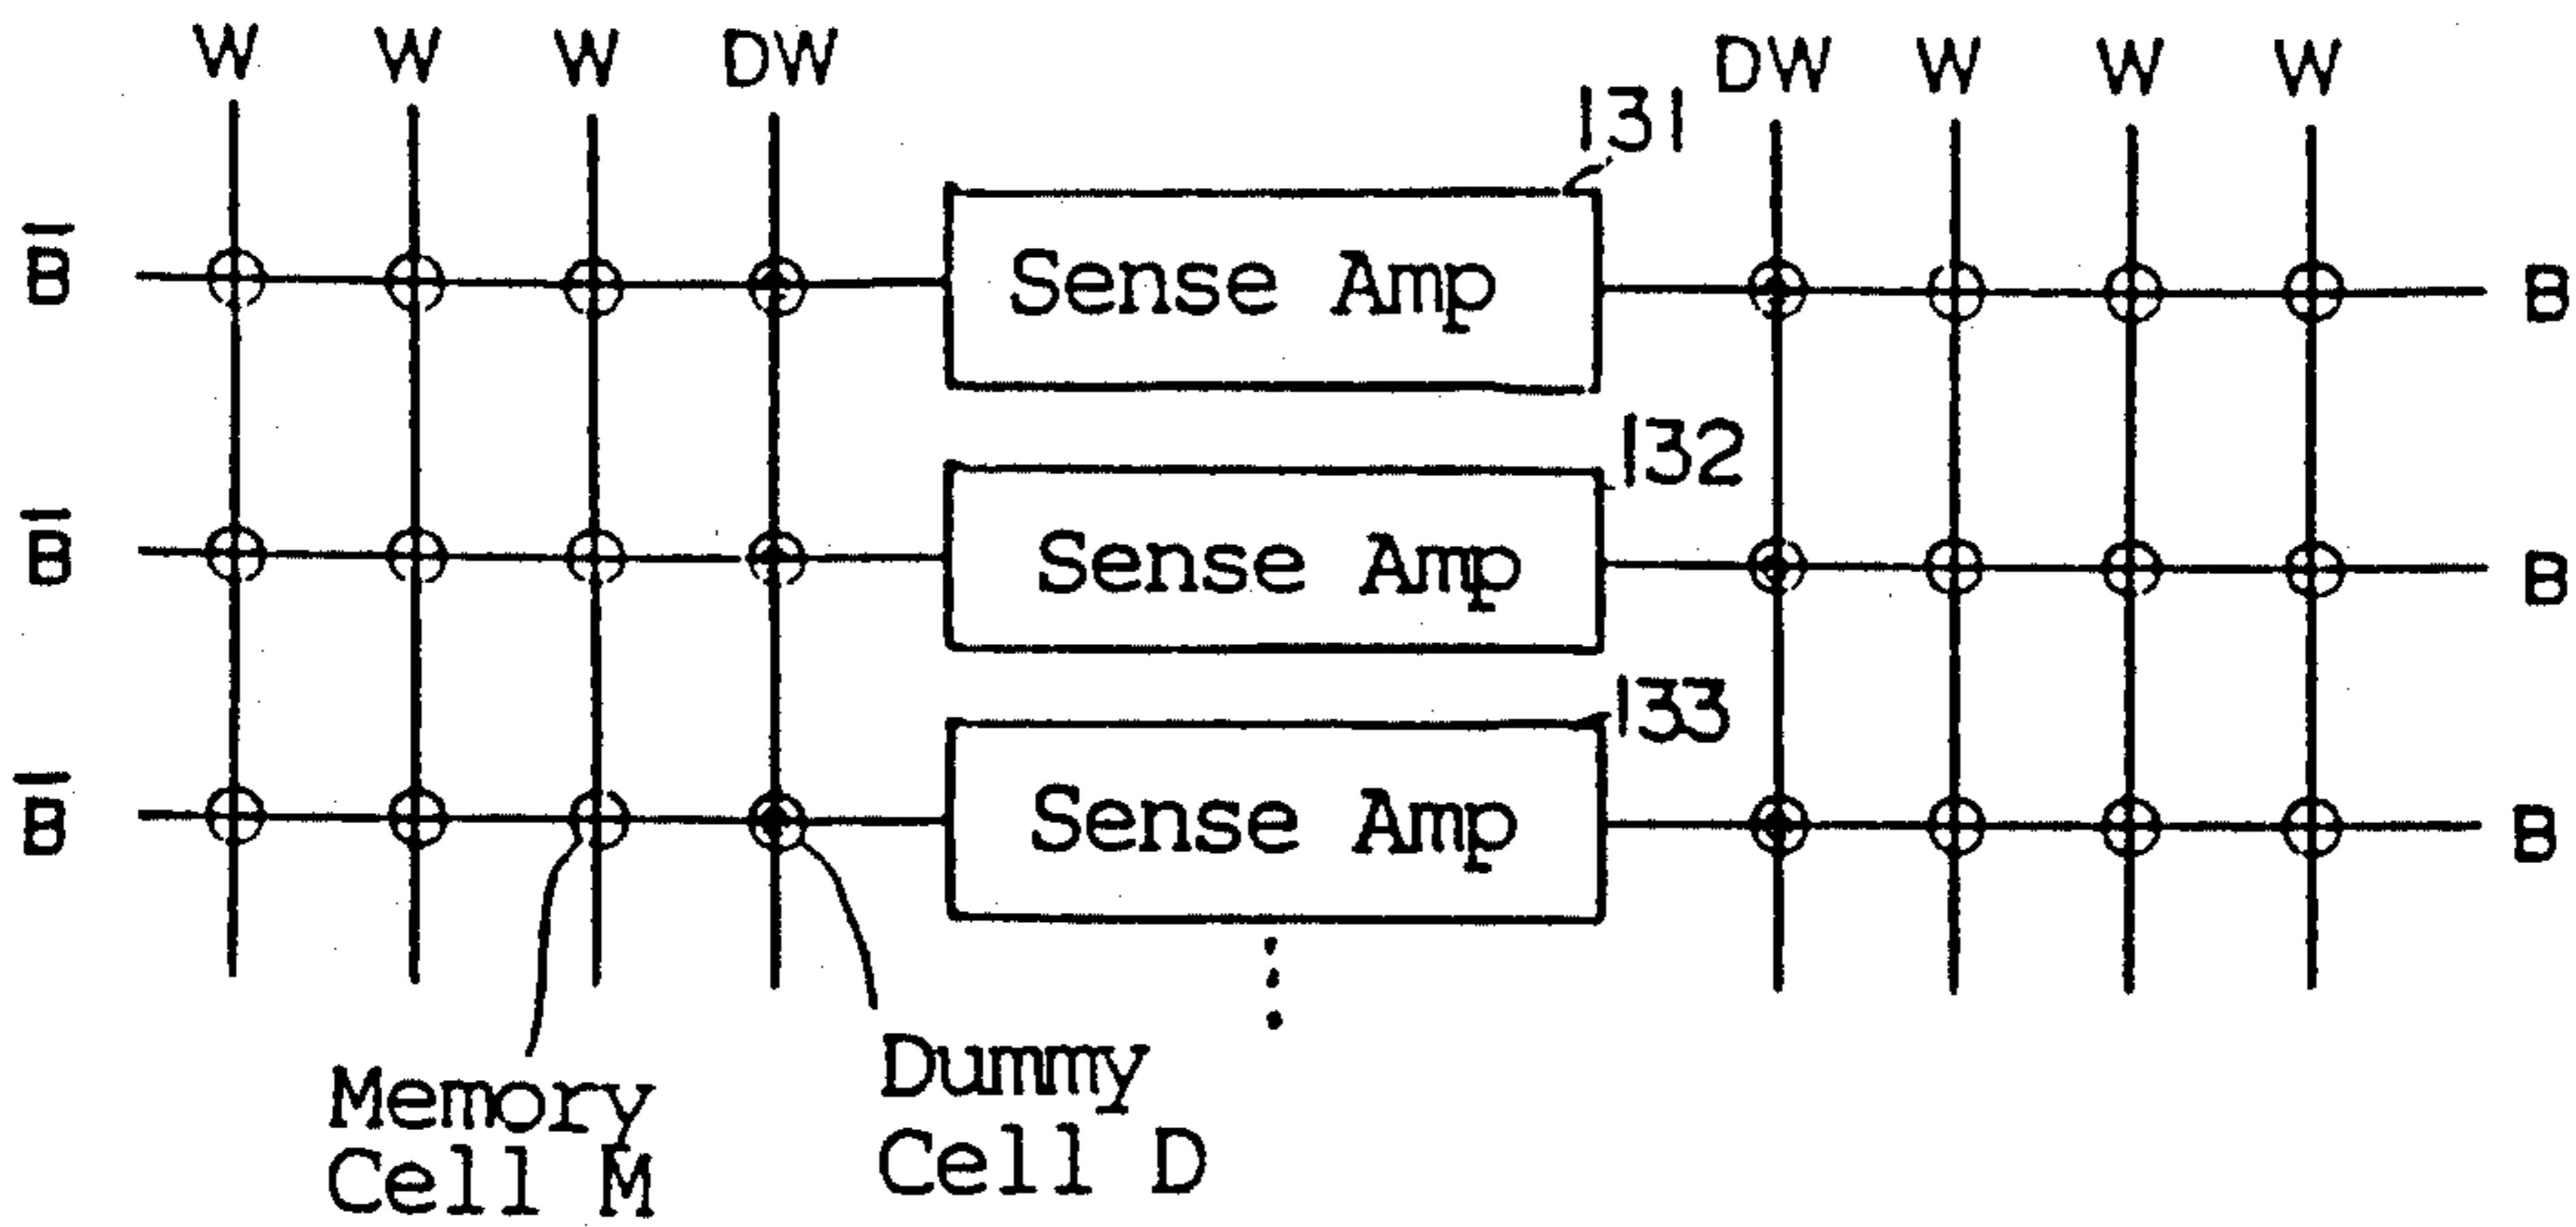 W W W DW DW W W W
131
B̅ Sense Amp B
132
B̅ Sense Amp B
133
B̅ Sense Amp B
Memory
Cell M
Dummy
Cell D